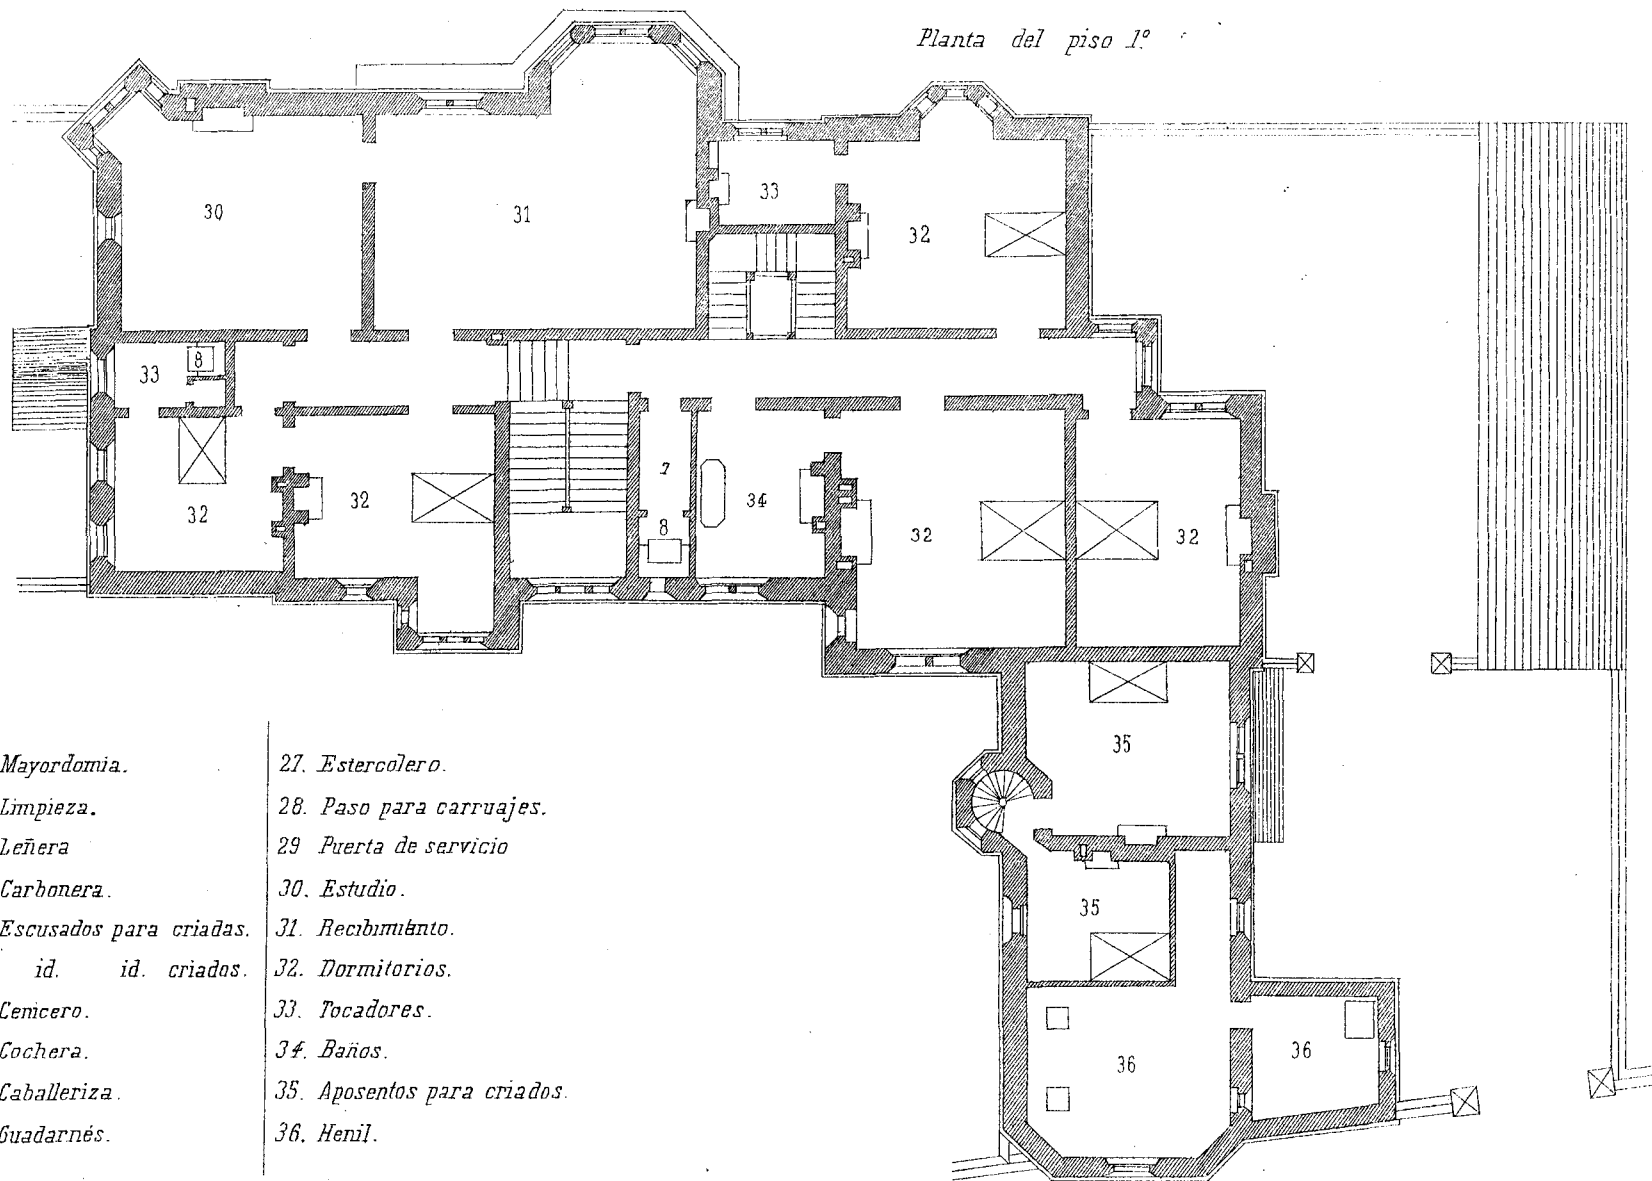 Planta del piso 1º
30
31
33
32
33
8
32
32
7
8
34
32
32
35
35
36
36
Mayordomia.
Limpieza.
Leñera
Carbonera.
Escusados para criadas.
id. id. criados.
Cenicero.
Cochera.
Caballeriza.
Guadarnés.
27. Estercolero.
28. Paso para carruajes.
29 Puerta de servicio
30. Estudio.
31. Recibimiento.
32. Dormitorios.
33. Tocadores.
34. Baños.
35. Aposentos para criados.
36. Henil.